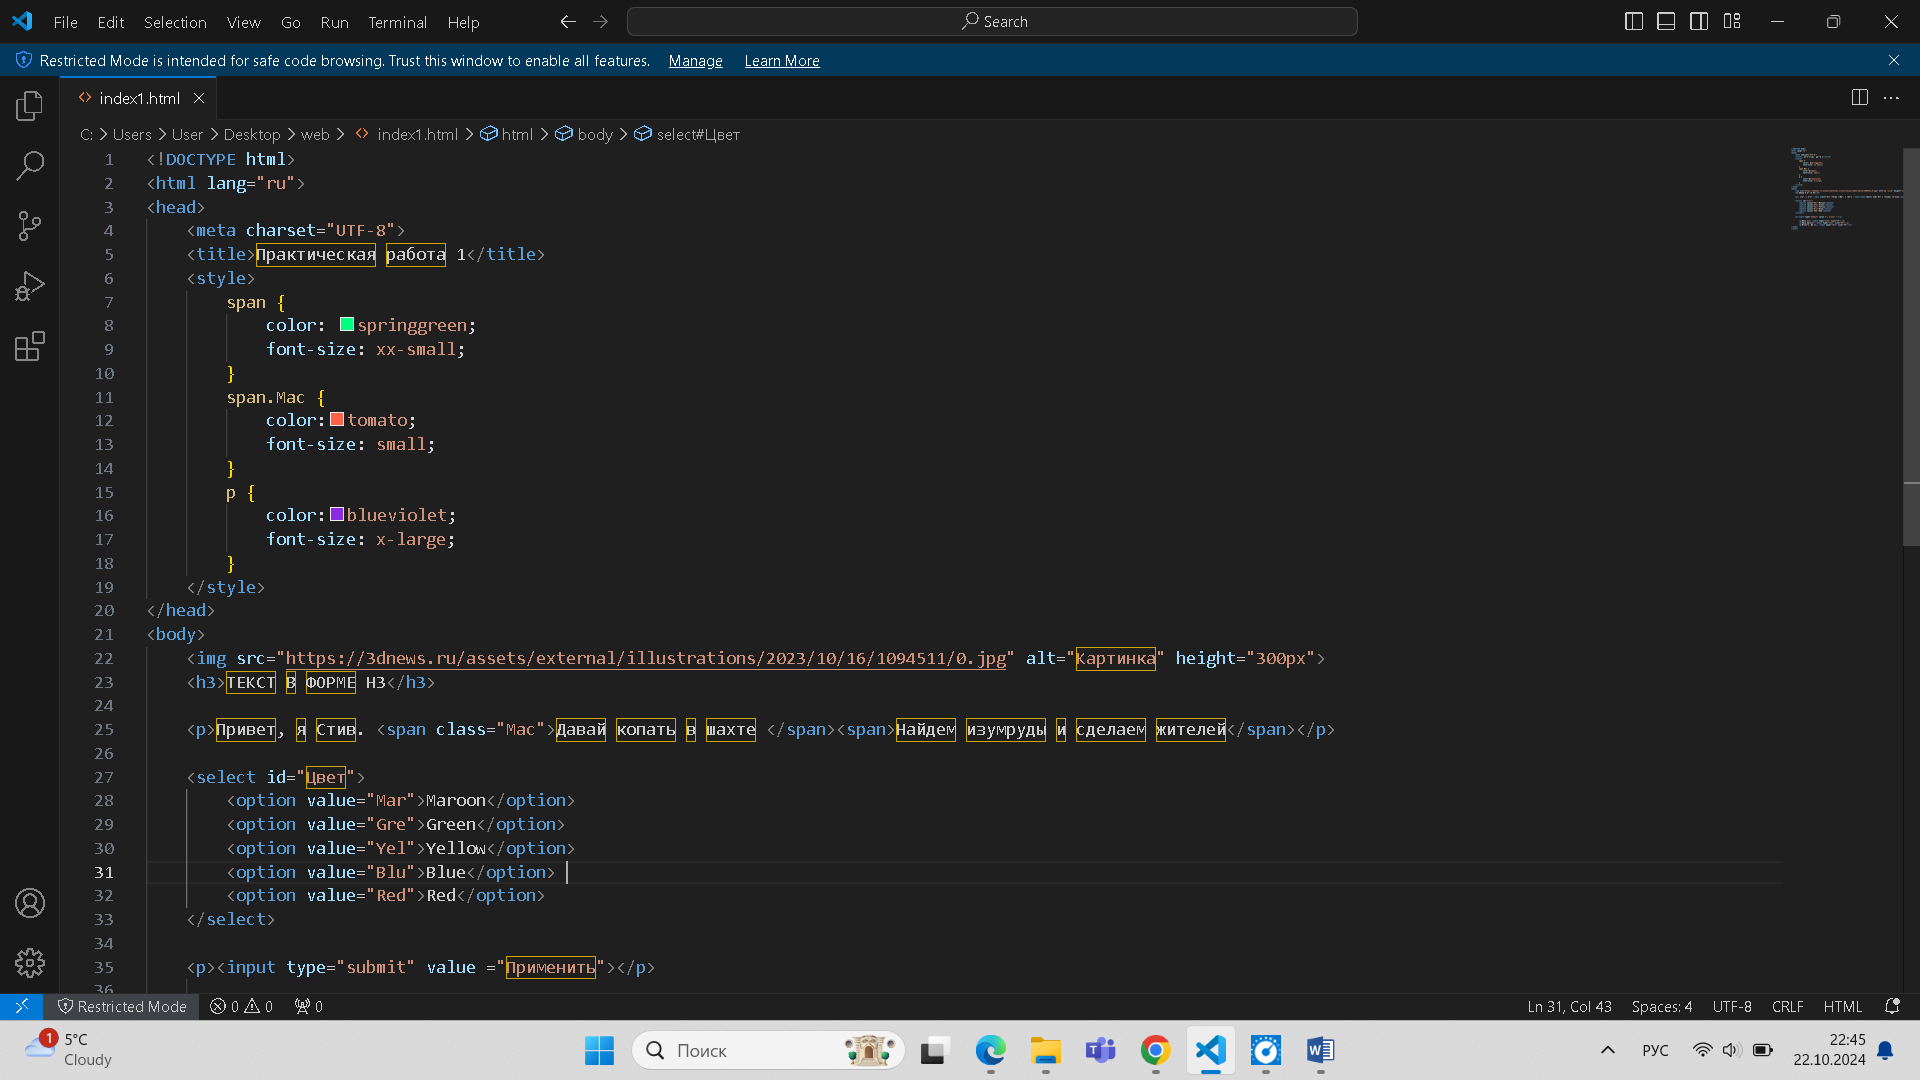 File Edit Selection View Go Run Terminal Help Search
Restricted Mode is intended for safe code browsing. Trust this window to enable all features. Manage Learn More
index1.html
C: > Users > User > Desktop > web > index1.html > html > body > select#Цвет
1 <!DOCTYPE html>
2 <html lang="ru">
3 <head>
4 <meta charset="UTF-8">
5 <title>Практическая работа 1</title>
6 <style>
7 span {
8 color: springgreen;
9 font-size: xx-small;
10 }
11 span.Mac {
12 color: tomato;
13 font-size: small;
14 }
15 p {
16 color: blueviolet;
17 font-size: x-large;
18 }
19 </style>
20 </head>
21 <body>
22 <img src="https://3dnews.ru/assets/external/illustrations/2023/10/16/1094511/0.jpg" alt="Картинка" height="300px">
23 <h3>ТЕКСТ В ФОРМЕ H3</h3>
24
25 <p>Привет, я Стив. <span class="Mac">Давай копать в шахте </span><span>Найдем изумруды и сделаем жителей</span></p>
26
27 <select id="Цвет">
28 <option value="Mar">Maroon</option>
29 <option value="Gre">Green</option>
30 <option value="Yel">Yellow</option>
31 <option value="Blu">Blue</option>
32 <option value="Red">Red</option>
33 </select>
34
35 <p><input type="submit" value ="Применить"></p>
36
Restricted Mode 0 0 0 Ln 31, Col 43 Spaces: 4 UTF-8 CRLF HTML
1 5°C Поиск РУС 22:45
Cloudy 22.10.2024